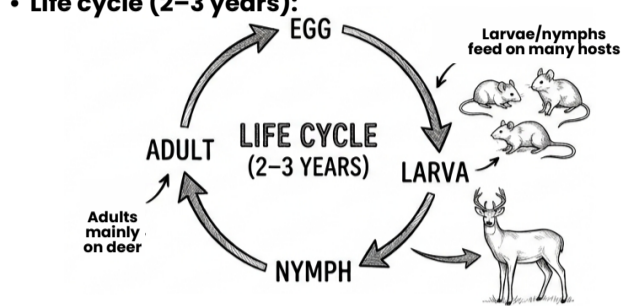 • Life cycle (2–3 years):
EGG
Larvae/nymphs
feed on many hosts
ADULT
LIFE CYCLE
(2–3 YEARS)
LARVA
Adults
mainly
on deer
NYMPH